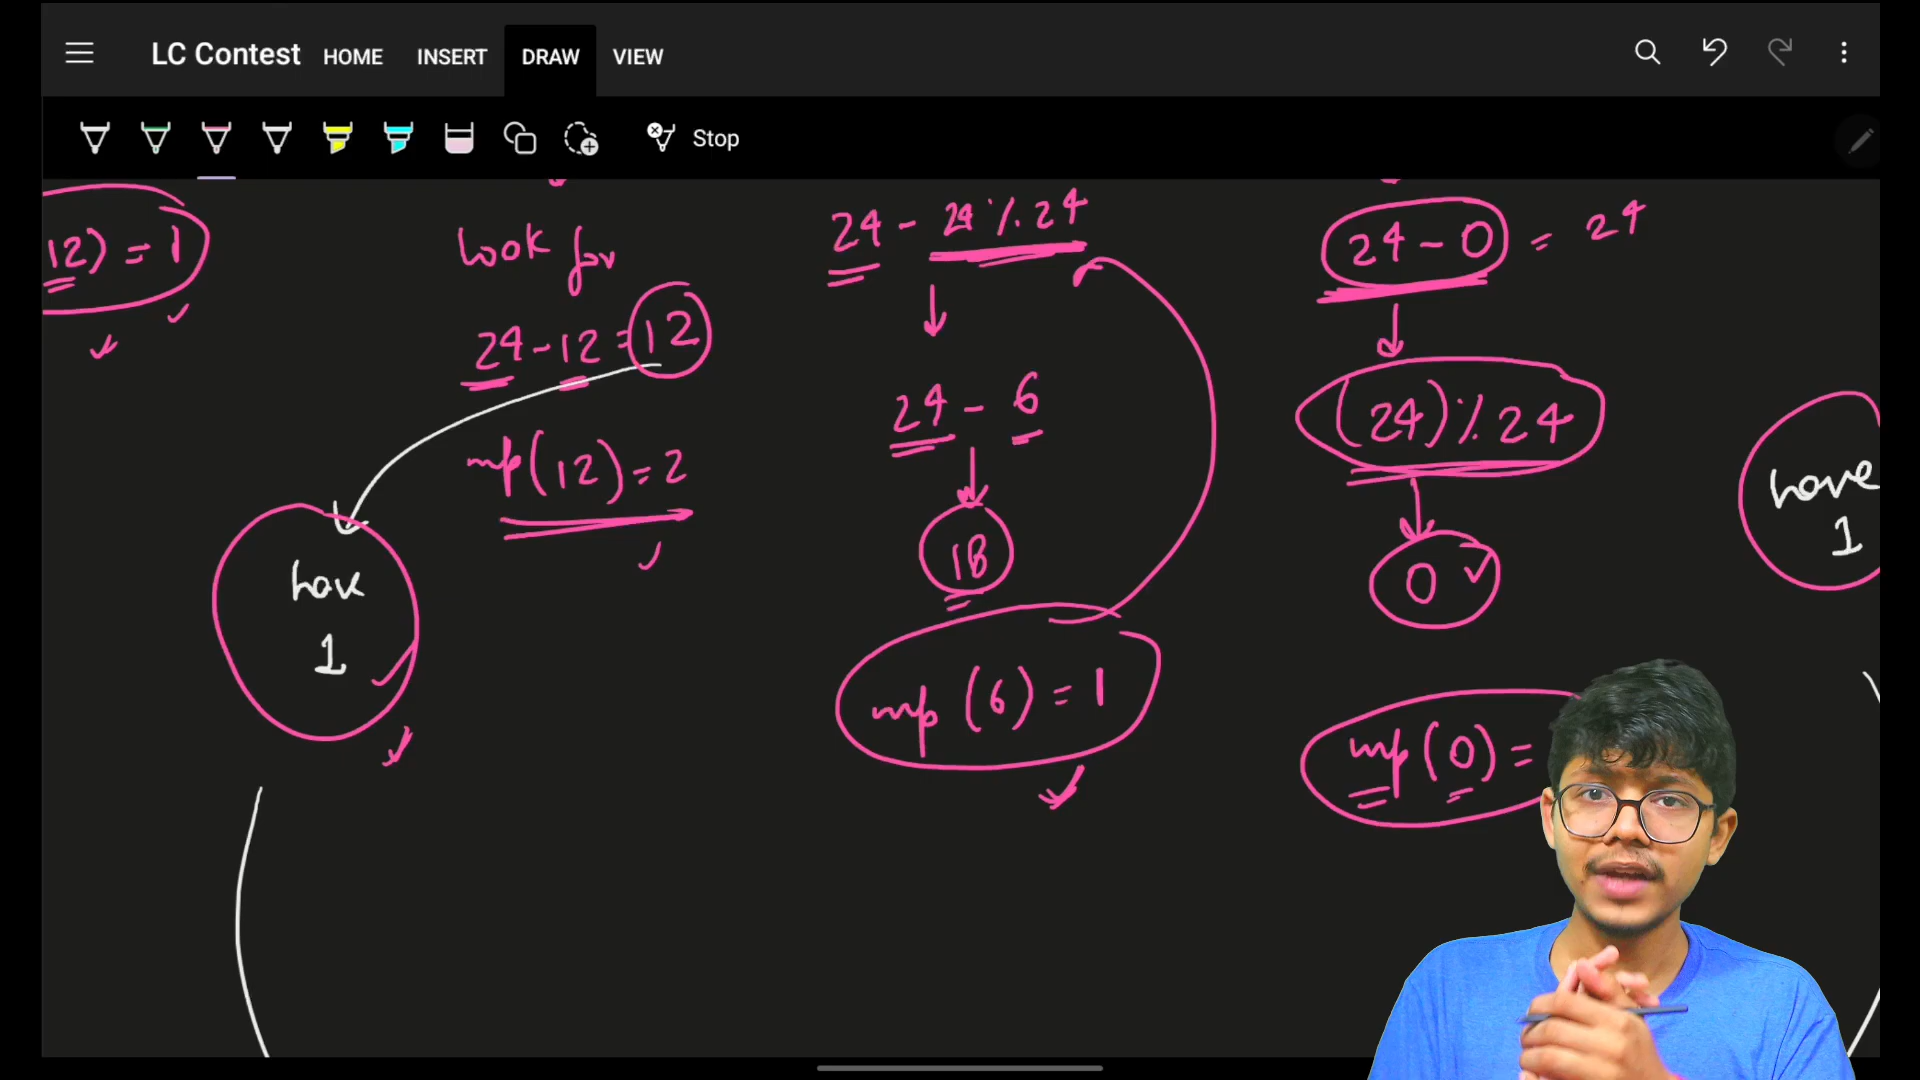 LC Contest HOME INSERT DRAW VIEW
Stop
12) = 1
look for
24 - 12 = 12
mp(12) = 2
have
1
24 - 24 % 24
24 - 6
18
mp (6) = 1
24 - 0 = 24
(24) % 24
0
mp (0) =
have
1